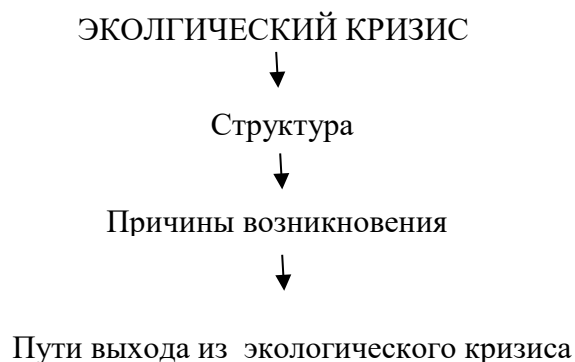 ЭКОЛГИЧЕСКИЙ КРИЗИС
Структура
Причины возникновения
Пути выхода из экологического кризиса